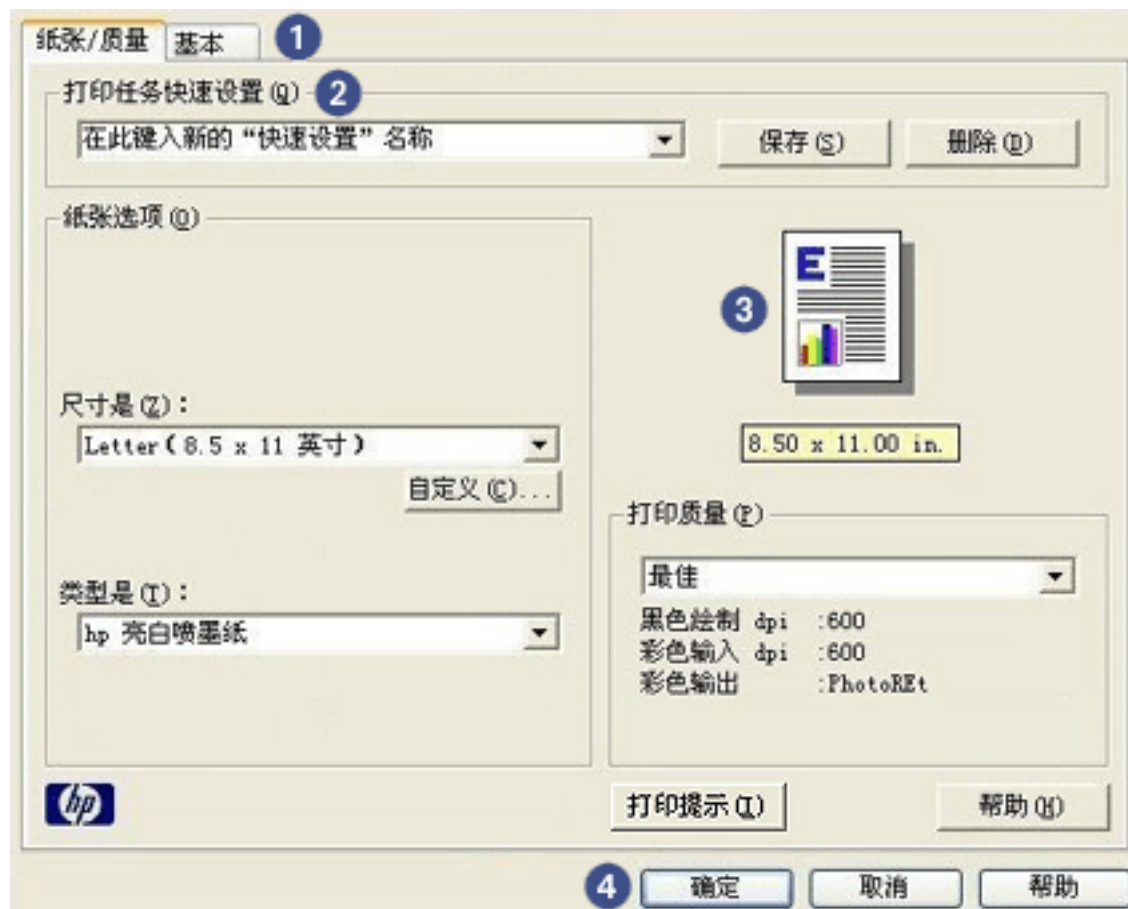 纸张/质量 基本 1
打印任务快速设置(Q) 2
在此键入新的“快速设置”名称 保存(S) 删除(D)
纸张选项(O)
E
3
尺寸是(Z):
Letter(8.5 x 11 英寸)
8.50 x 11.00 in.
自定义(C)...
打印质量(P)
最佳
类型是(T):
hp 亮白喷墨纸
黑色绘制 dpi :600
彩色输入 dpi :600
彩色输出 :PhotoREt
hp
打印提示(I) 帮助(H)
4 确定 取消 帮助